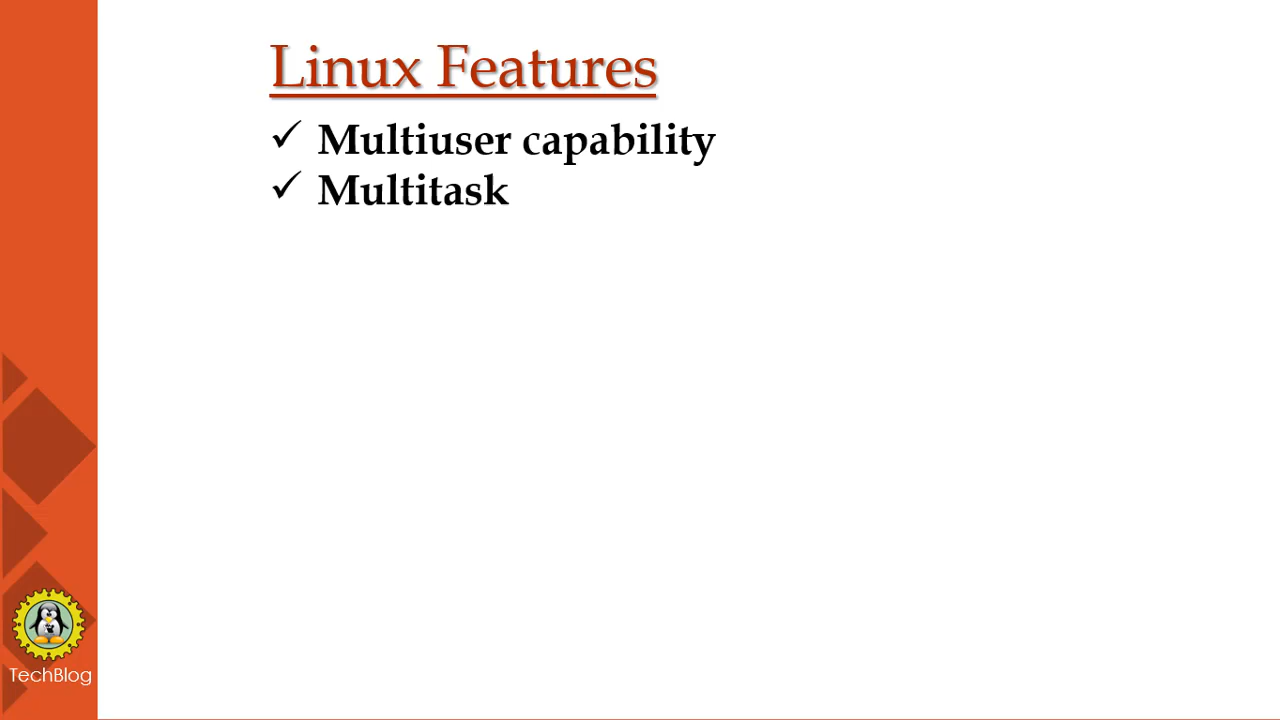 Linux Features
✓ Multiuser capability
✓ Multitask
TechBlog